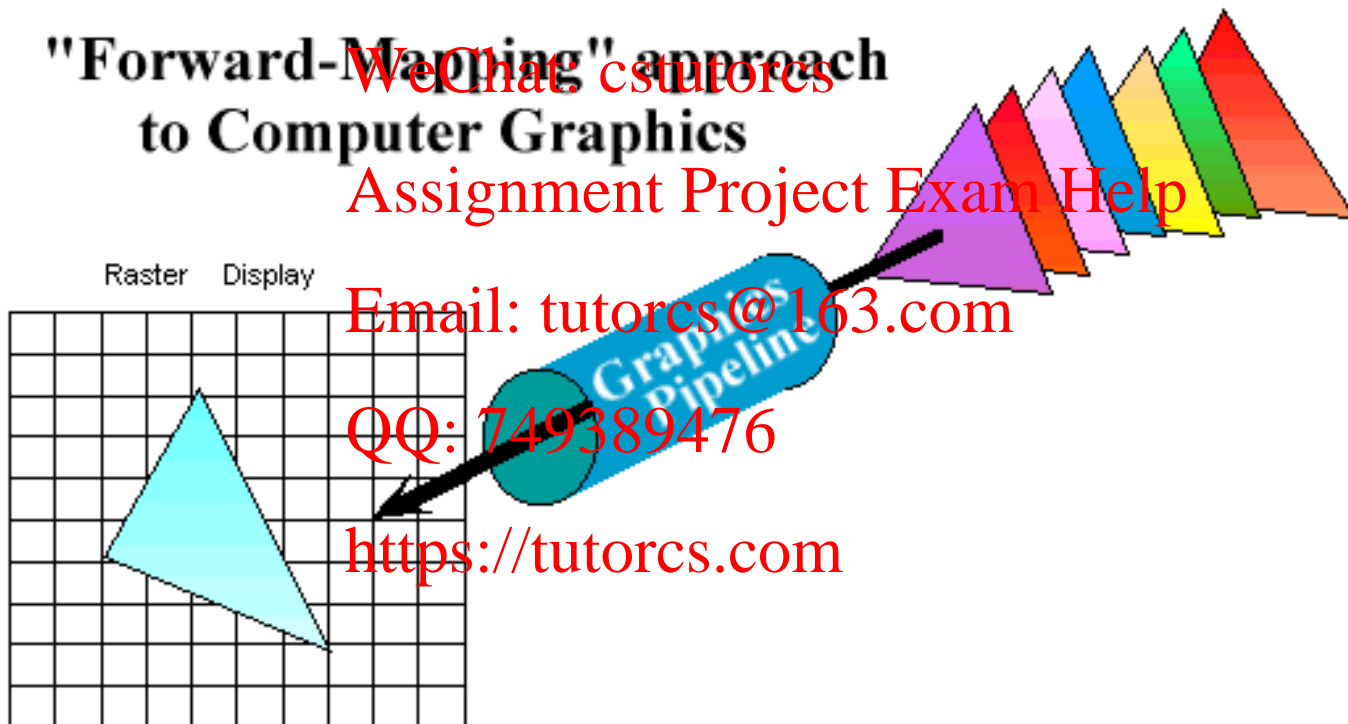 "Forward-Mapping" approach
to Computer Graphics
WeChat: cstutorcs
Assignment Project Exam Help
Raster Display
Email: tutorcs@163.com
Graphics
Pipeline
QQ: 749389476
https://tutorcs.com